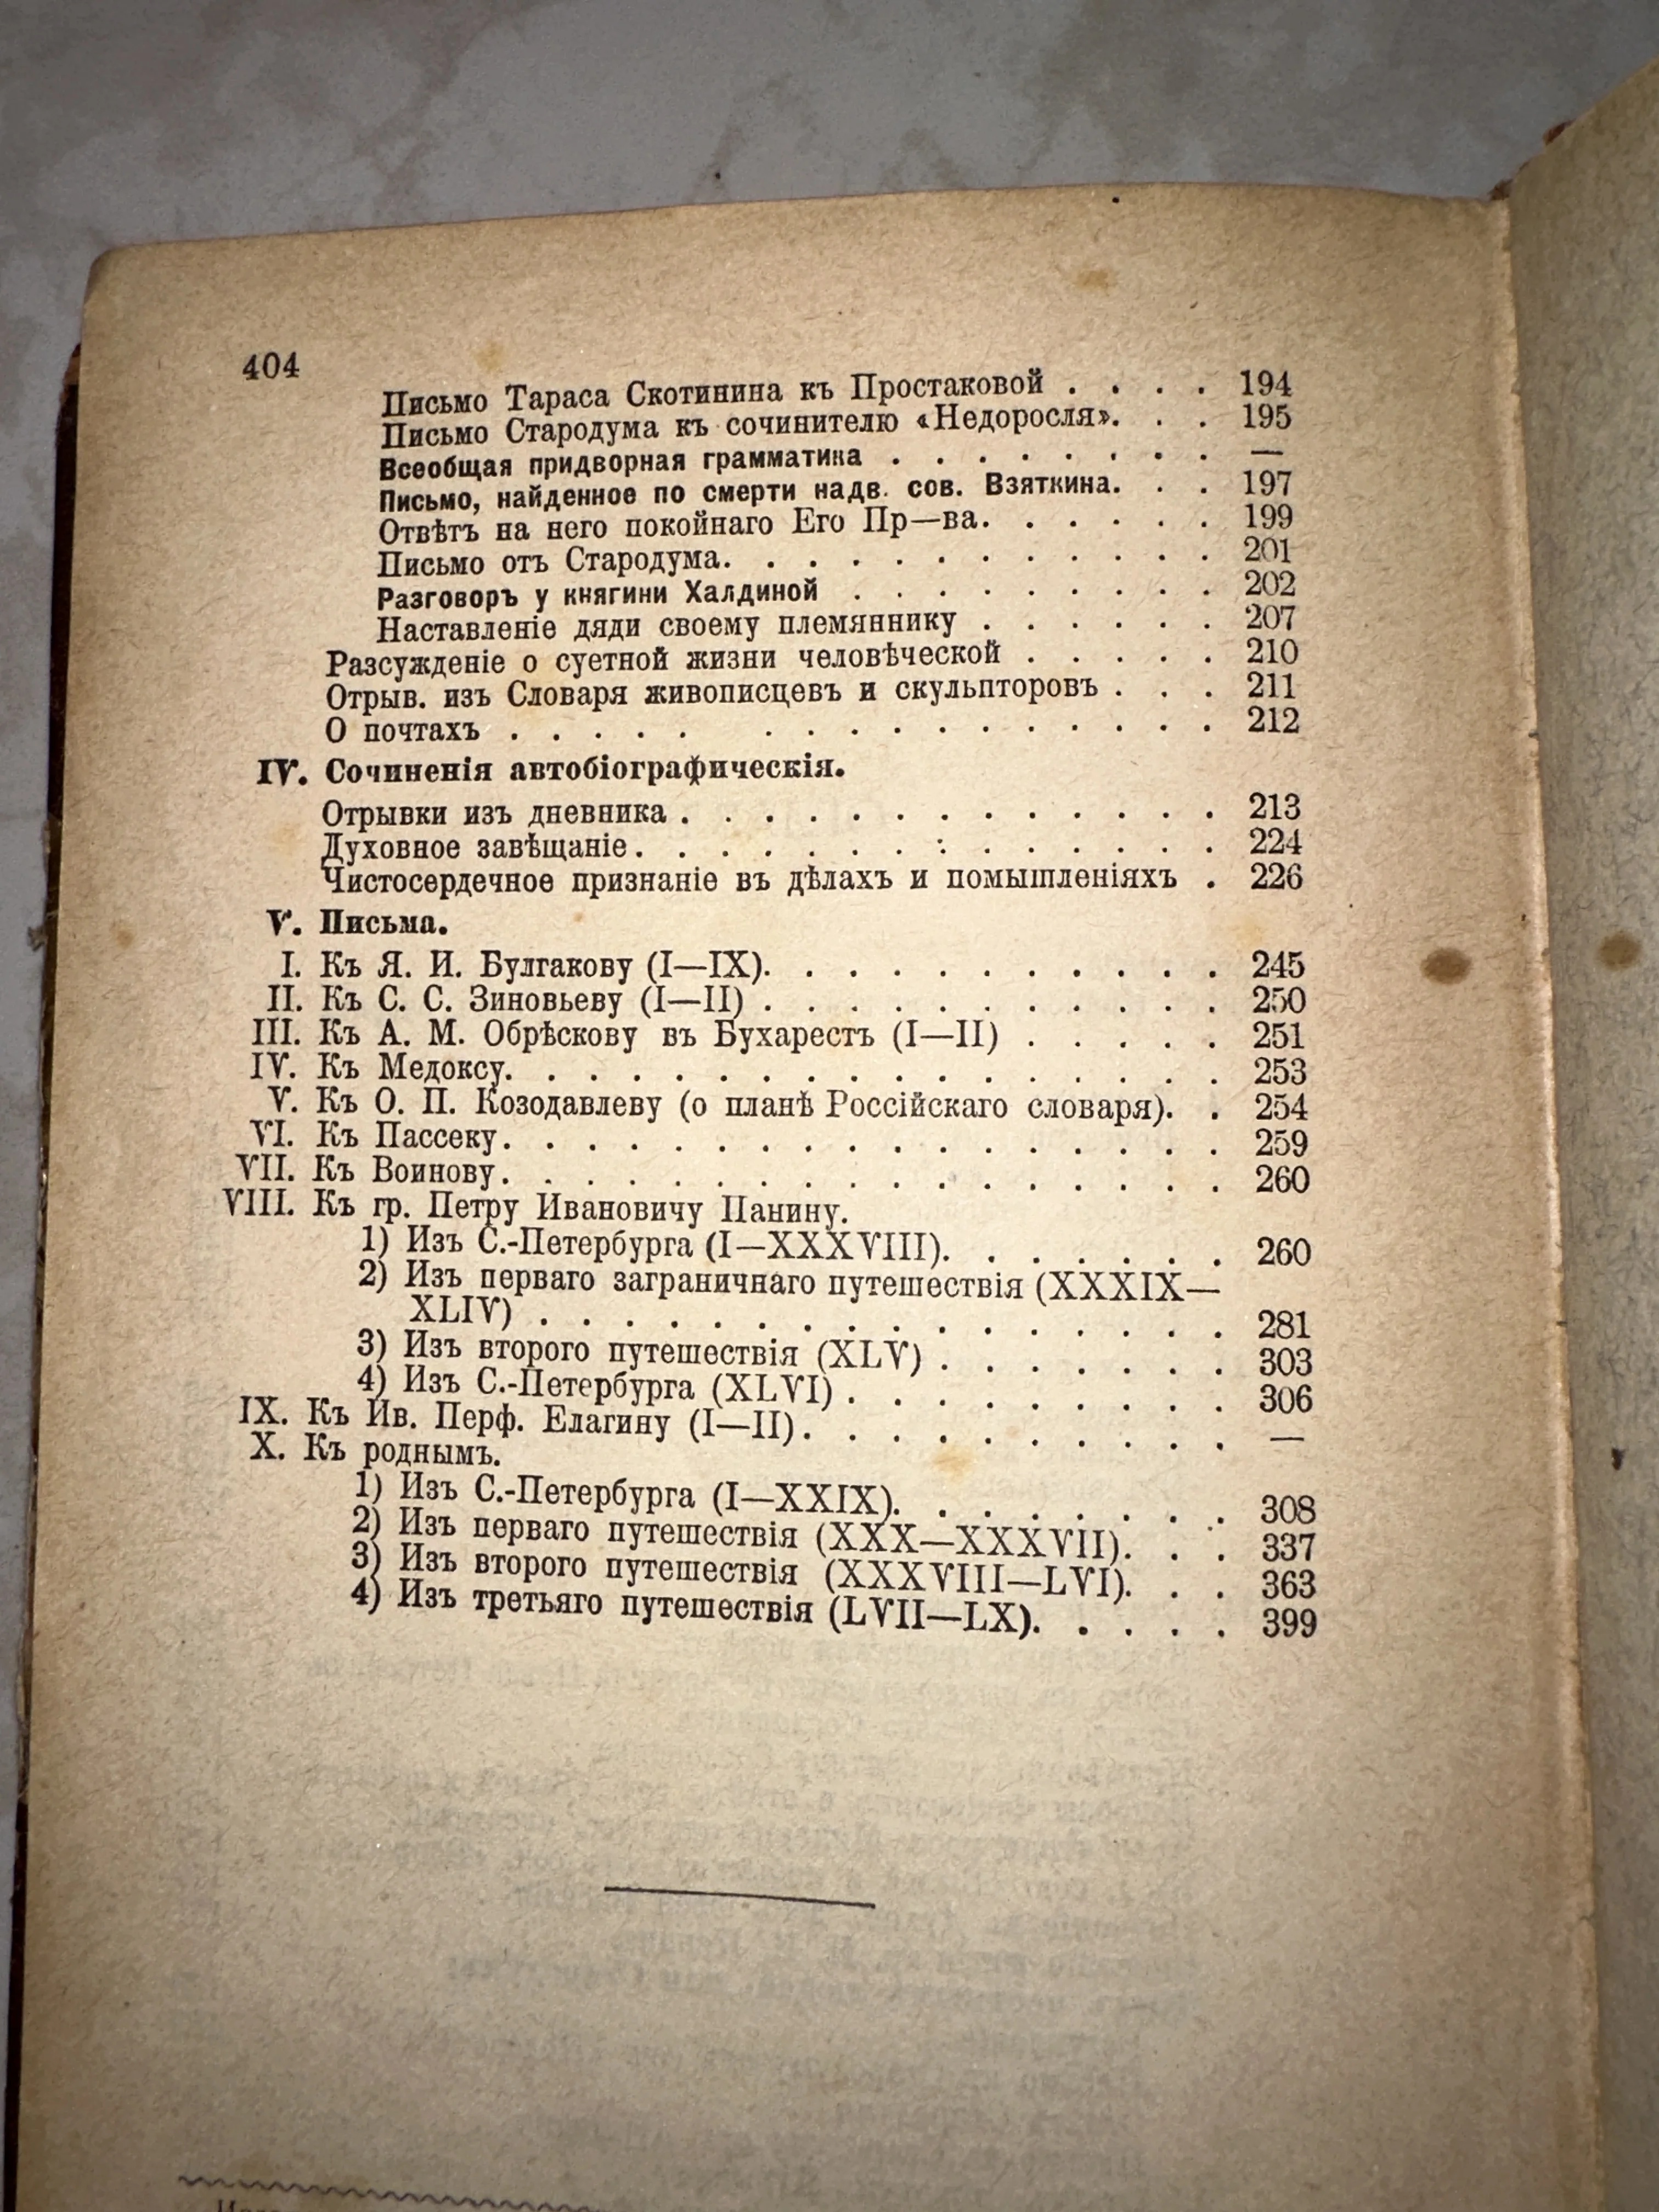 404
Письмо Тараса Скотинина къ Простаковой . . . . 194
Письмо Стародума къ сочинителю «Недоросля». . . 195
Всеобщая придворная грамматика . . . . . . . . —
Письмо, найденное по смерти надв. сов. Взяткина. . . 197
Отвѣтъ на него покойнаго Его Пр—ва. . . . . . 199
Письмо отъ Стародума. . . . . . . . . . . . 201
Разговоръ у княгини Халдиной . . . . . . . . . 202
Наставленіе дяди своему племяннику . . . . . . 207
Разсужденіе о суетной жизни человѣческой . . . . . 210
Отрыв. изъ Словаря живописцевъ и скульпторовъ . . . 211
О почтахъ . . . . . . . . . . . . . . . . 212
IV. Сочиненія автобіографическія.
Отрывки изъ дневника . . . . . . . . . . . . . 213
Духовное завѣщаніе. . . . . . . . . . . . . . 224
Чистосердечное признаніе въ дѣлахъ и помышленіяхъ . 226
V. Письма.
I. Къ Я. И. Булгакову (I—IX). . . . . . . . . . . 245
II. Къ С. С. Зиновьеву (I—II) . . . . . . . . . . . 250
III. Къ А. М. Обрѣскову въ Бухарестъ (I—II) . . . . . 251
IV. Къ Медоксу. . . . . . . . . . . . . . . . . 253
V. Къ О. П. Козодавлеву (о планѣ Россійскаго словаря). . 254
VI. Къ Пассеку. . . . . . . . . . . . . . . . . 259
VII. Къ Воинову. . . . . . . . . . . . . . . . . 260
VIII. Къ гр. Петру Ивановичу Панину.
1) Изъ С.-Петербурга (I—XXXVIII). . . . . . . 260
2) Изъ перваго заграничнаго путешествія (XXXIX—
XLIV) . . . . . . . . . . . . . . . . 281
3) Изъ второго путешествія (XLV) . . . . . . . 303
4) Изъ С.-Петербурга (XLVI) . . . . . . . . . 306
IX. Къ Ив. Перф. Елагину (I—II). . . . . . . . . . —
X. Къ роднымъ.
1) Изъ С.-Петербурга (I—XXIX). . . . . . . . 308
2) Изъ перваго путешествія (XXX—XXXVII). . . 337
3) Изъ второго путешествія (XXXVIII—LVI). . . 363
4) Изъ третьяго путешествія (LVII—LX). . . . . 399